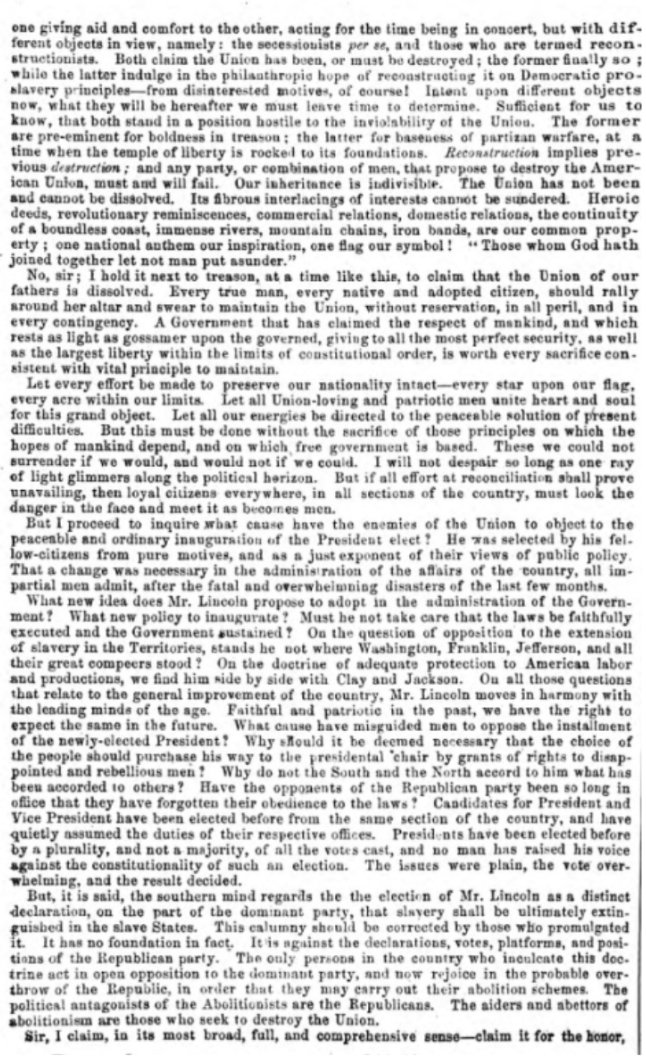 one giving aid and comfort to the other, acting for the time being in concert, but with dif-
ferent objects in view, namely: the secessionists per se, and those who are termed recon-
structionists. Both claim the Union has been, or must be destroyed; the former finally so;
while the latter indulge in the philanthropic hope of reconstructing it on Democratic pro-
slavery principles—from disinterested motives, of course! Intent upon different objects
now, what they will be hereafter we must leave time to determine. Sufficient for us to
know, that both stand in a position hostile to the inviolability of the Union. The former
are pre-eminent for boldness in treason; the latter for baseness of partizan warfare, at a
time when the temple of liberty is rocked to its foundations. Reconstruction implies pre-
vious destruction; and any party, or combination of men, that propose to destroy the Amer-
ican Union, must and will fail. Our inheritance is indivisible. The Union has not been
and cannot be dissolved. Its fibrous interlacings of interests cannot be sundered. Heroic
deeds, revolutionary reminiscences, commercial relations, domestic relations, the continuity
of a boundless coast, immense rivers, mountain chains, iron bands, are our common prop-
erty; one national anthem our inspiration, one flag our symbol! "Those whom God hath
joined together let not man put asunder."
No, sir; I hold it next to treason, at a time like this, to claim that the Union of our
fathers is dissolved. Every true man, every native and adopted citizen, should rally
around her altar and swear to maintain the Union, without reservation, in all peril, and in
every contingency. A Government that has claimed the respect of mankind, and which
rests as light as gossamer upon the governed, giving to all the most perfect security, as well
as the largest liberty within the limits of constitutional order, is worth every sacrifice con-
sistent with vital principle to maintain.
Let every effort be made to preserve our nationality intact—every star upon our flag,
every acre within our limits. Let all Union-loving and patriotic men unite heart and soul
for this grand object. Let all our energies be directed to the peaceable solution of present
difficulties. But this must be done without the sacrifice of those principles on which the
hopes of mankind depend, and on which free government is based. These we could not
surrender if we would, and would not if we could. I will not despair so long as one ray
of light glimmers along the political horizon. But if all effort at reconciliation shall prove
unavailing, then loyal citizens everywhere, in all sections of the country, must look the
danger in the face and meet it as becomes men.
But I proceed to inquire what cause have the enemies of the Union to object to the
peaceable and ordinary inauguration of the President elect? He was selected by his fel-
low-citizens from pure motives, and as a just exponent of their views of public policy.
That a change was necessary in the administration of the affairs of the country, all im-
partial men admit, after the fatal and overwhelmning disasters of the last few months.
What new idea does Mr. Lincoln propose to adopt in the administration of the Govern-
ment? What new policy to inaugurate? Must he not take care that the laws be faithfully
executed and the Government sustained? On the question of opposition to the extension
of slavery in the Territories, stands he not where Washington, Franklin, Jefferson, and all
their great compeers stood? On the doctrine of adequate protection to American labor
and productions, we find him side by side with Clay and Jackson. On all those questions
that relate to the general improvement of the country, Mr. Lincoln moves in harmony with
the leading minds of the age. Faithful and patriotic in the past, we have the right to
expect the same in the future. What cause have misguided men to oppose the installment
of the newly-elected President? Why should it be deemed necessary that the choice of
the people should purchase his way to the presidental chair by grants of rights to disap-
pointed and rebellious men? Why do not the South and the North accord to him what has
been accorded to others? Have the opponents of the Republican party been so long in
office that they have forgotten their obedience to the laws? Candidates for President and
Vice President have been elected before from the same section of the country, and have
quietly assumed the duties of their respective offices. Presidents have been elected before
by a plurality, and not a majority, of all the votes cast, and no man has raised his voice
against the constitutionality of such an election. The issues were plain, the vote over-
whelming, and the result decided.
But, it is said, the southern mind regards the the election of Mr. Lincoln as a distinct
declaration, on the part of the dominant party, that slavery shall be ultimately extin-
guished in the slave States. This calumny should be corrected by those who promulgated
it. It has no foundation in fact. It is against the declarations, votes, platforms, and posi-
tions of the Republican party. The only persons in the country who inculcate this doc-
trine act in open opposition to the dominant party, and now rejoice in the probable over-
throw of the Republic, in order that they may carry out their abolition schemes. The
political antagonists of the Abolitionists are the Republicans. The aiders and abettors of
abolitionism are those who seek to destroy the Union.
Sir, I claim, in its most broad, full, and comprehensive sense—claim it for the honor,